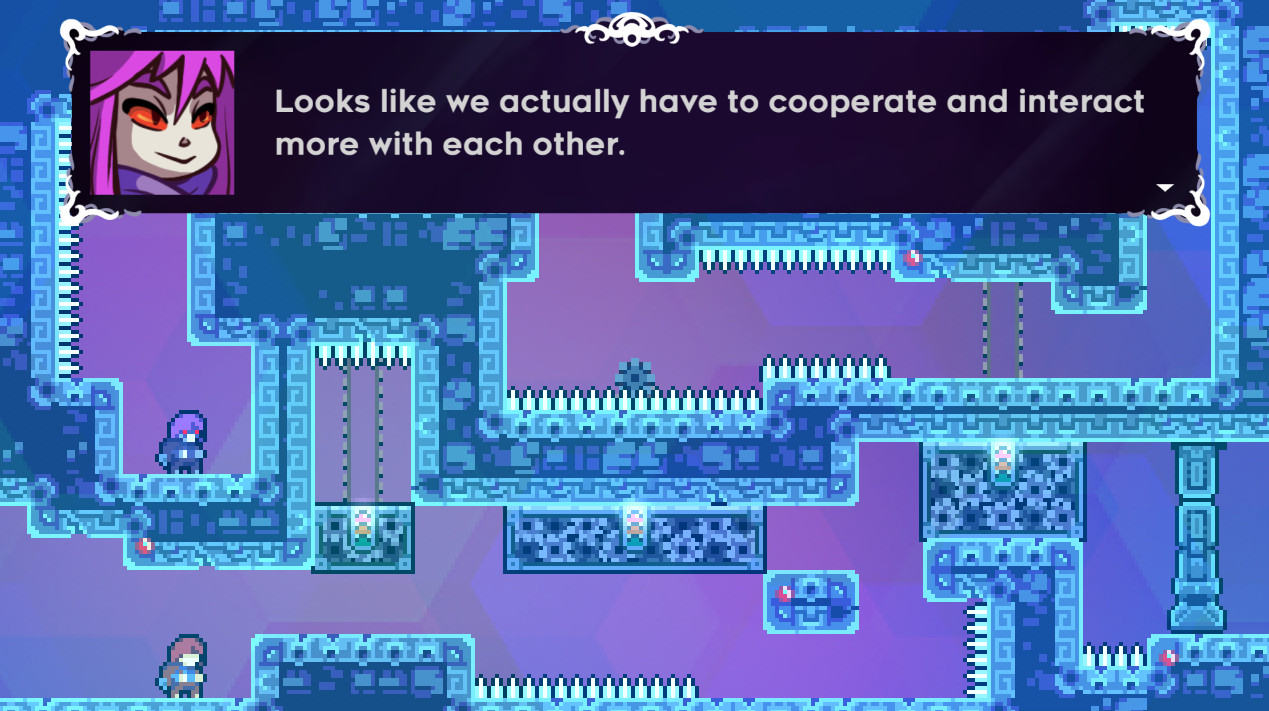 Looks like we actually have to cooperate and interact
more with each other.